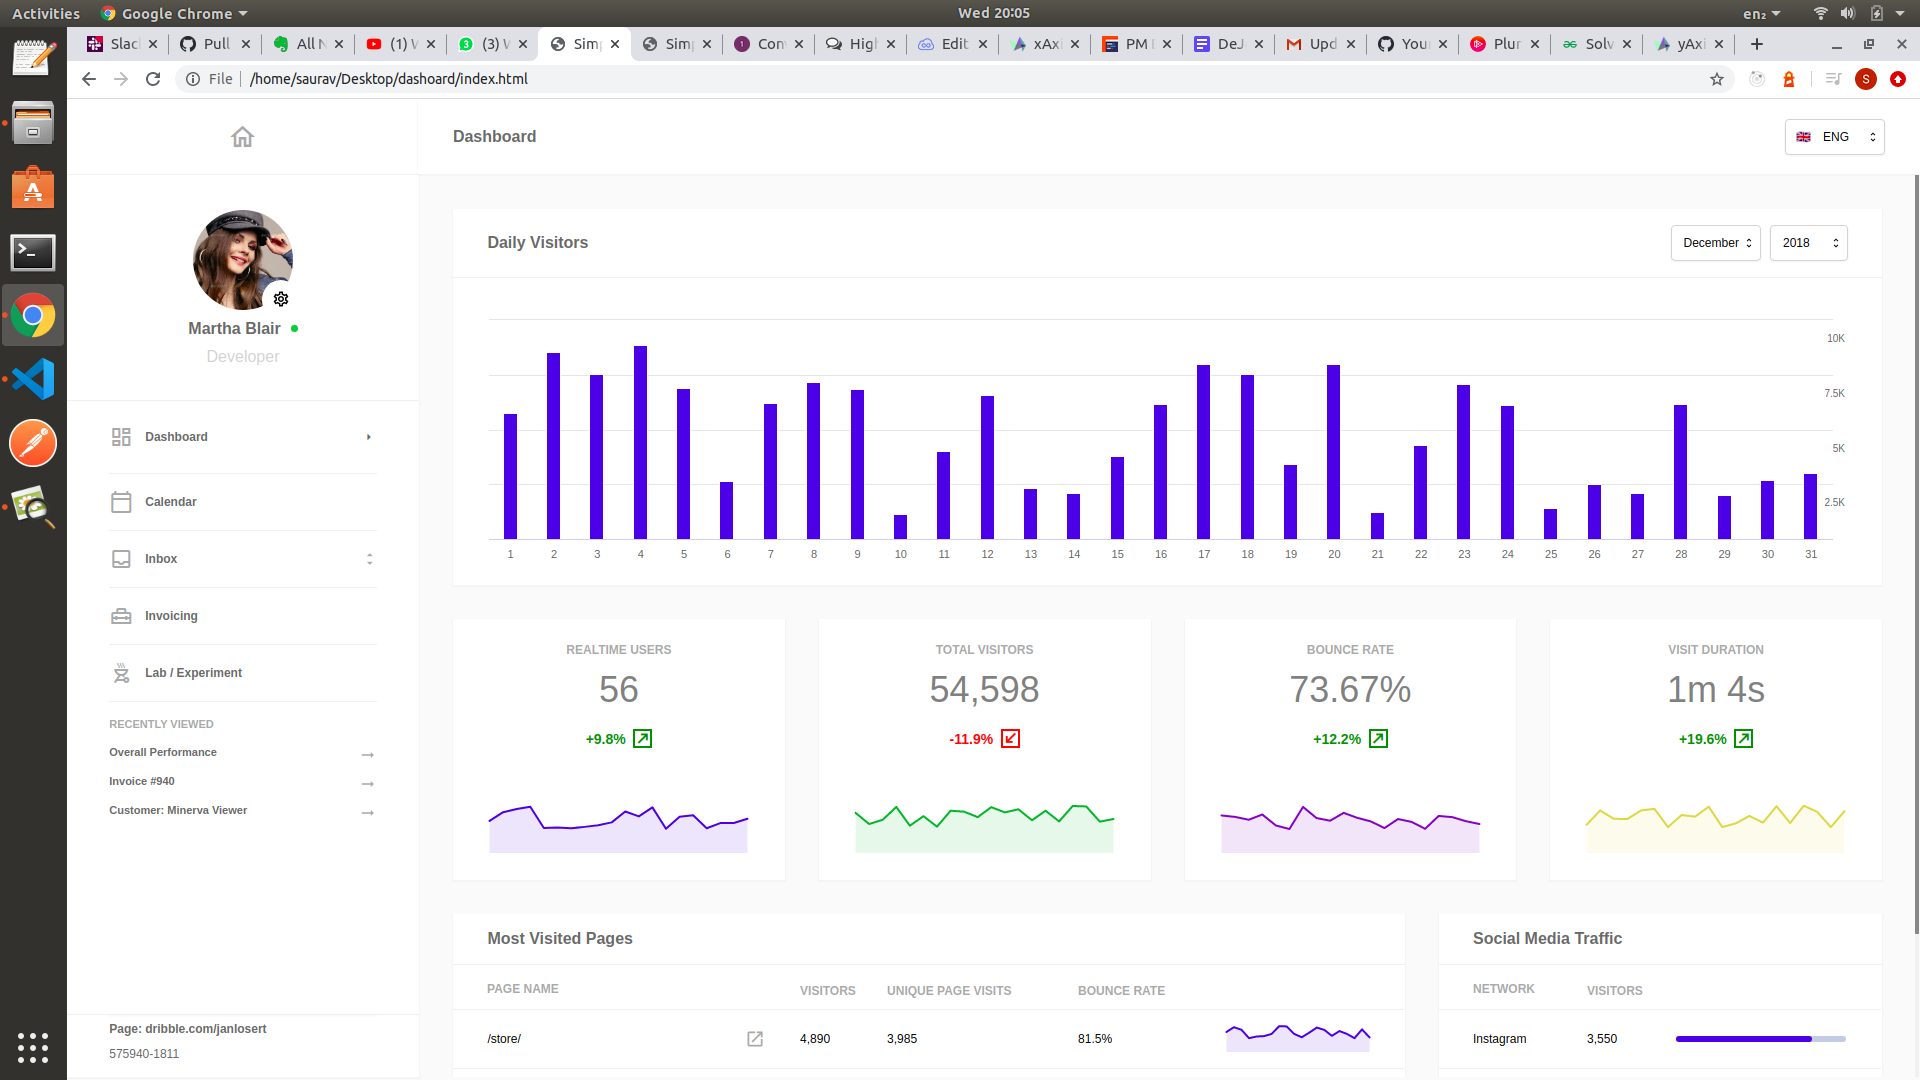 Activities Google Chrome Wed 20:05 en₂
Slac Pull All N (1) W (3) W Simp Simp Con High Edit xAxi PM DeJ Upd Your Plur Solv yAxi
File /home/saurav/Desktop/dashoard/index.html S
Dashboard ENG
Martha Blair
Developer
Dashboard
Calendar
Inbox
Invoicing
Lab / Experiment
RECENTLY VIEWED
Overall Performance
Invoice #940
Customer: Minerva Viewer
Page: dribble.com/janlosert
575940-1811
Daily Visitors December 2018
10K
7.5K
5K
2.5K
1 2 3 4 5 6 7 8 9 10 11 12 13 14 15 16 17 18 19 20 21 22 23 24 25 26 27 28 29 30 31
REALTIME USERS
56
+9.8%
TOTAL VISITORS
54,598
-11.9%
BOUNCE RATE
73.67%
+12.2%
VISIT DURATION
1m 4s
+19.6%
Most Visited Pages
PAGE NAME VISITORS UNIQUE PAGE VISITS BOUNCE RATE
/store/ 4,890 3,985 81.5%
Social Media Traffic
NETWORK VISITORS
Instagram 3,550